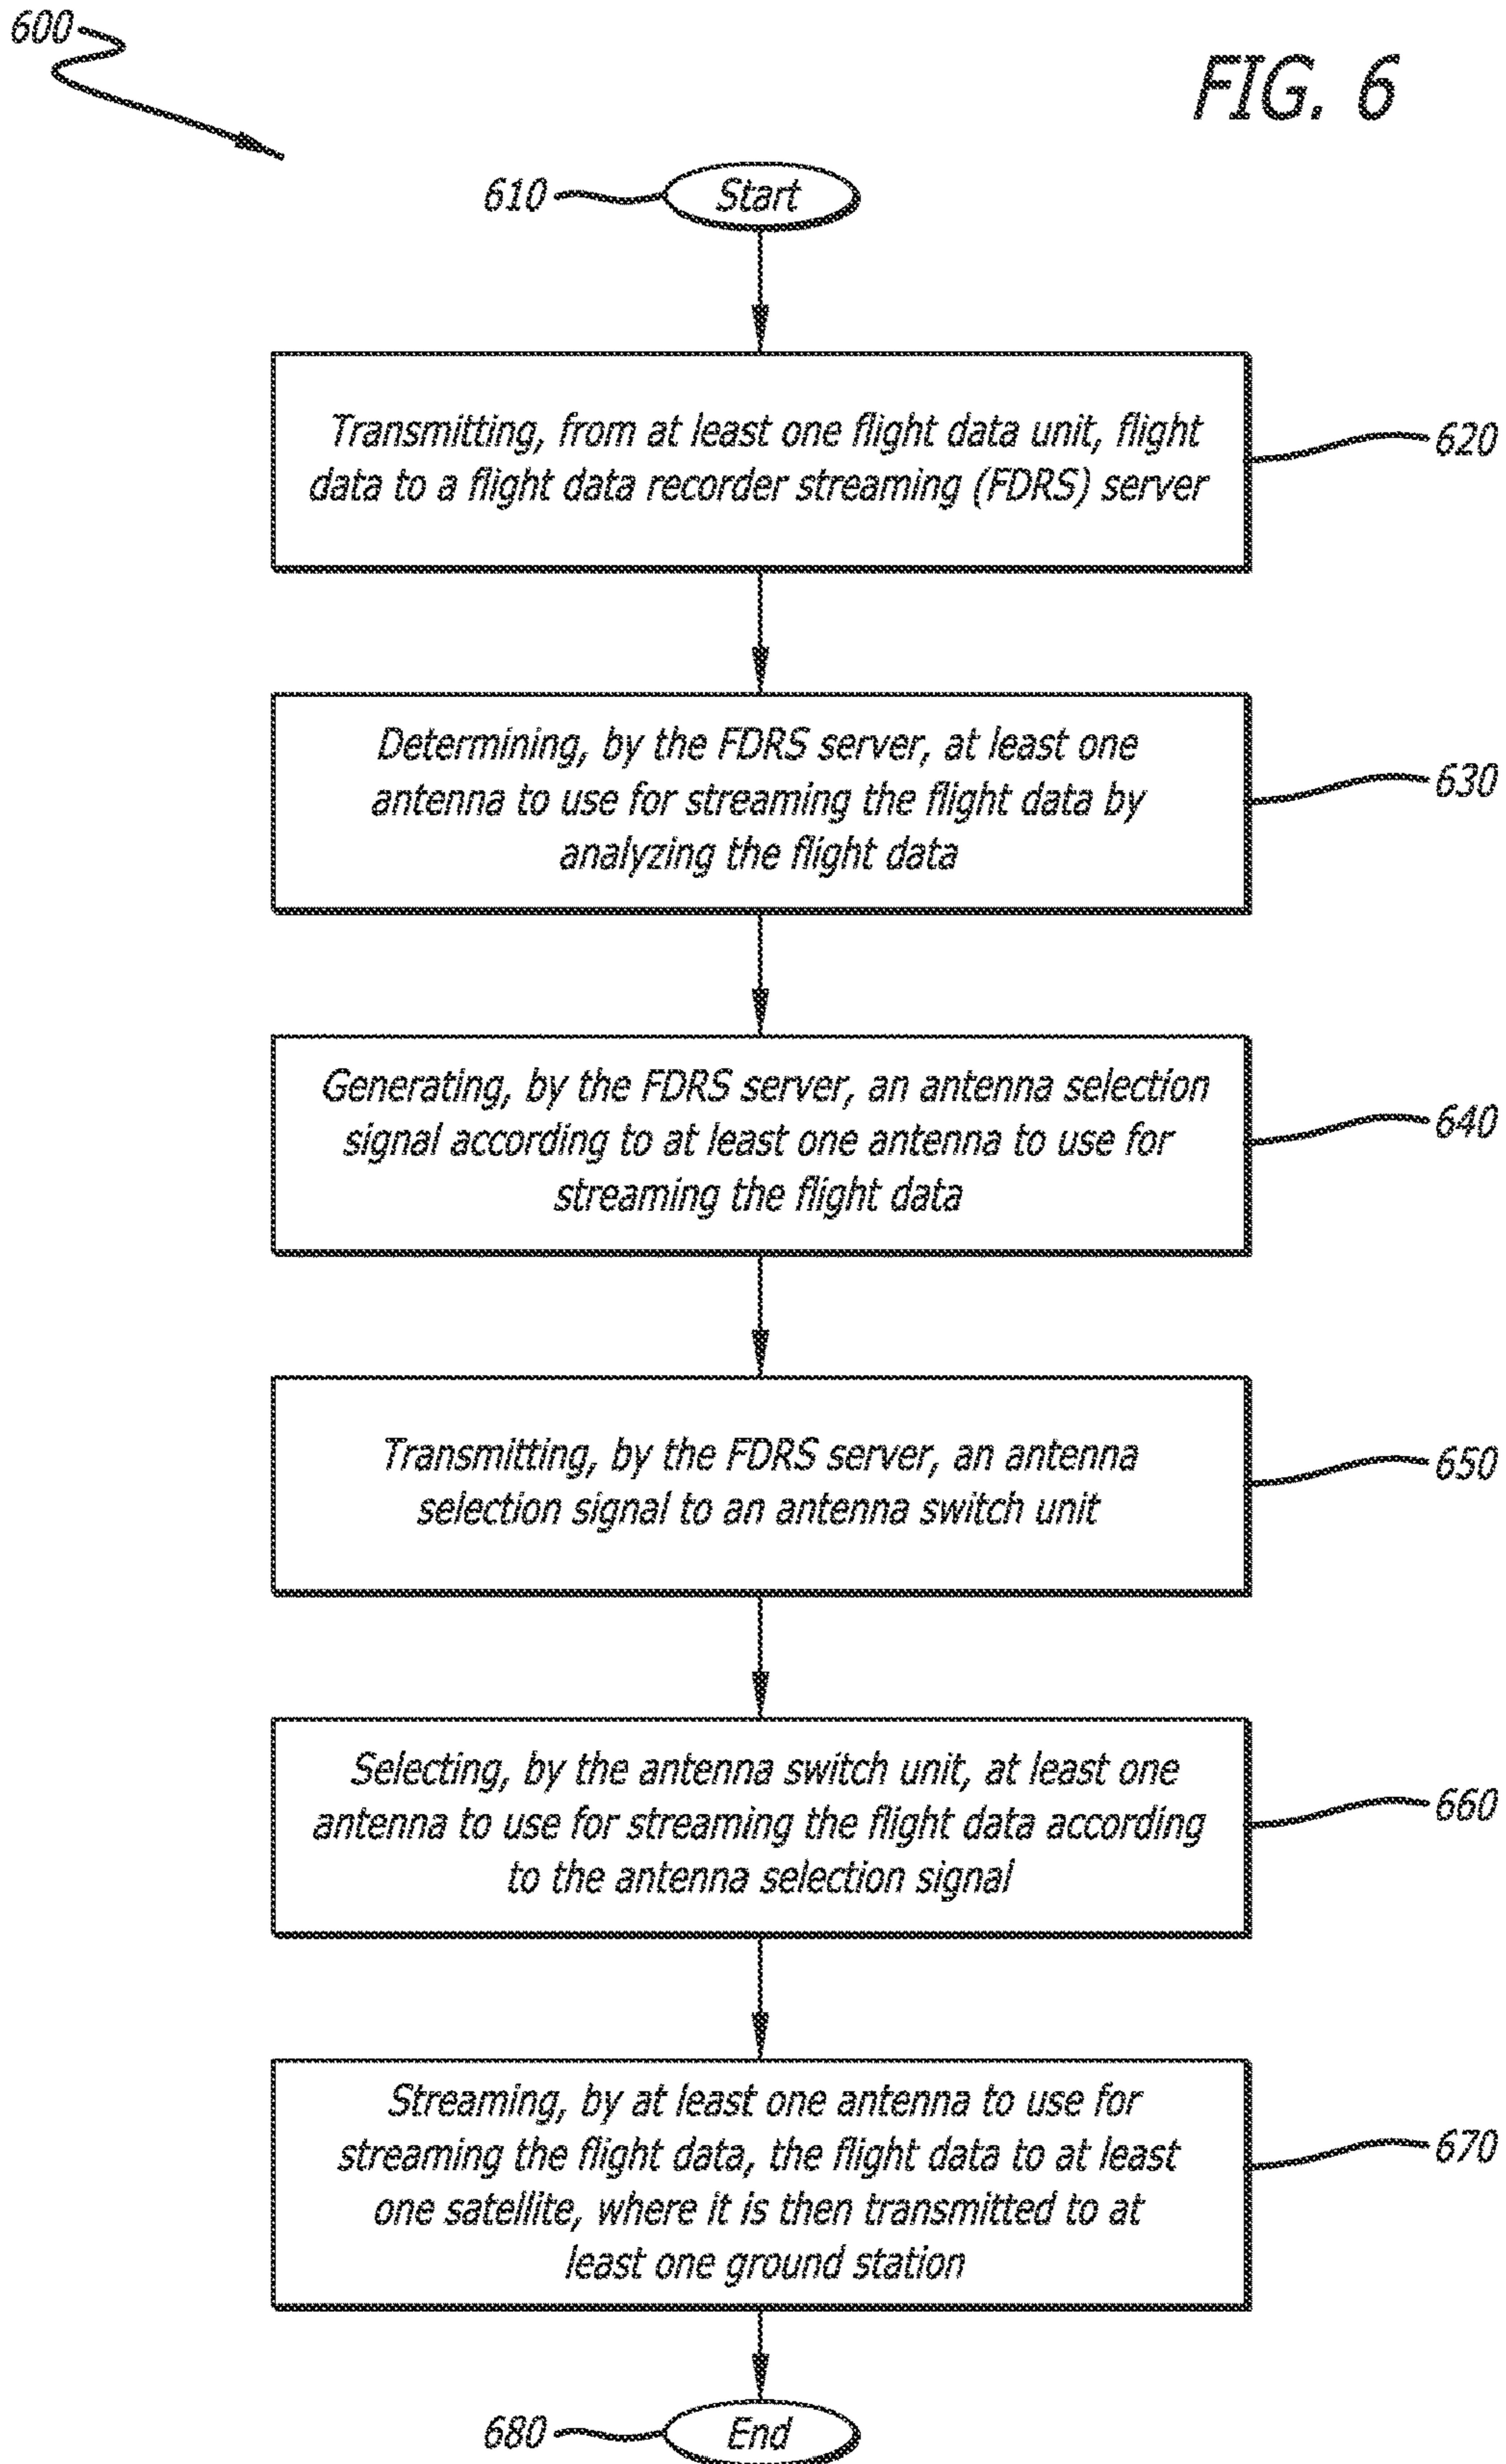 600
FIG. 6
610
Start
Transmitting, from at least one flight data unit, flight
data to a flight data recorder streaming (FDRS) server
620
Determining, by the FDRS server, at least one
antenna to use for streaming the flight data by
analyzing the flight data
630
Generating, by the FDRS server, an antenna selection
signal according to at least one antenna to use for
streaming the flight data
640
Transmitting, by the FDRS server, an antenna
selection signal to an antenna switch unit
650
Selecting, by the antenna switch unit, at least one
antenna to use for streaming the flight data according
to the antenna selection signal
660
Streaming, by at least one antenna to use for
streaming the flight data, the flight data to at least
one satellite, where it is then transmitted to at
least one ground station
670
680
End